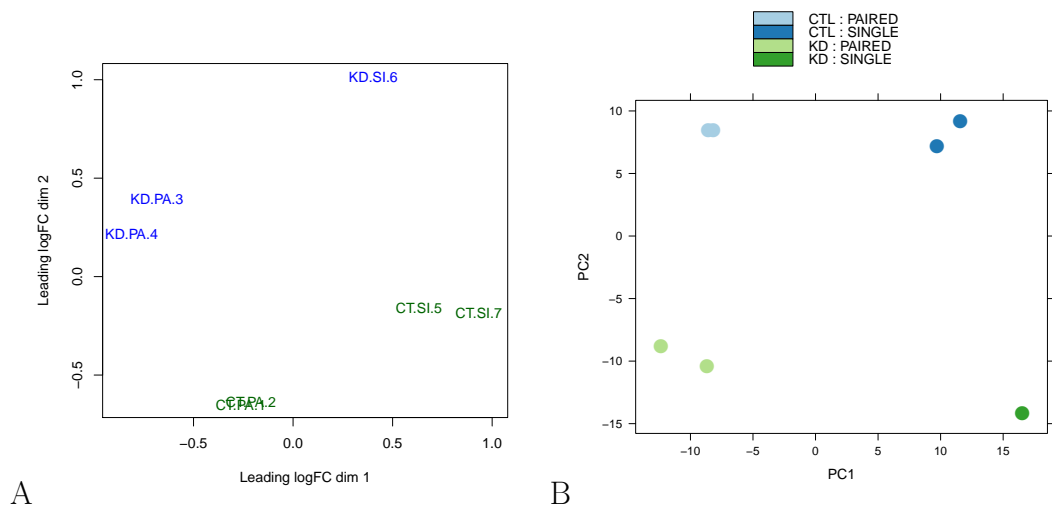 CTL : PAIRED
CTL : SINGLE
KD : PAIRED
KD : SINGLE
KD.SI.6
KD.PA.3
KD.PA.4
CT.SI.5
CT.SI.7
CT.PA.2
CT.PA.1
1.0
0.5
0.0
−0.5
Leading logFC dim 2
−0.5 0.0 0.5 1.0
Leading logFC dim 1
A
10
5
0
−5
−10
−15
PC2
−10 −5 0 5 10 15
PC1
B